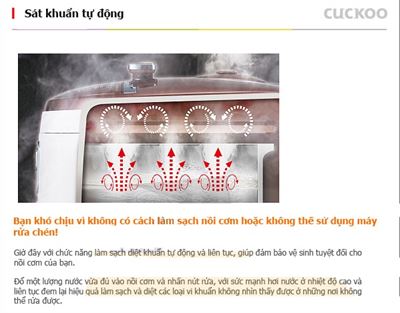 Sát khuẩn tự động
CUCKOO
Bạn khó chịu vì không có cách làm sạch nồi cơm hoặc không thể sử dụng máy
rửa chén!
Giờ đây với chức năng làm sạch diệt khuẩn tự động và liên tục, giúp đảm bảo vệ sinh tuyệt đối cho
nồi cơm của bạn.
Đổ một lượng nước vừa đủ vào nồi cơm và nhấn nút rửa, với sức mạnh hơi nước ở nhiệt độ cao và
liên tục đem lại hiệu quả làm sạch và diệt các loại vi khuẩn không nhìn thấy được ở những nơi không
thể rửa được.